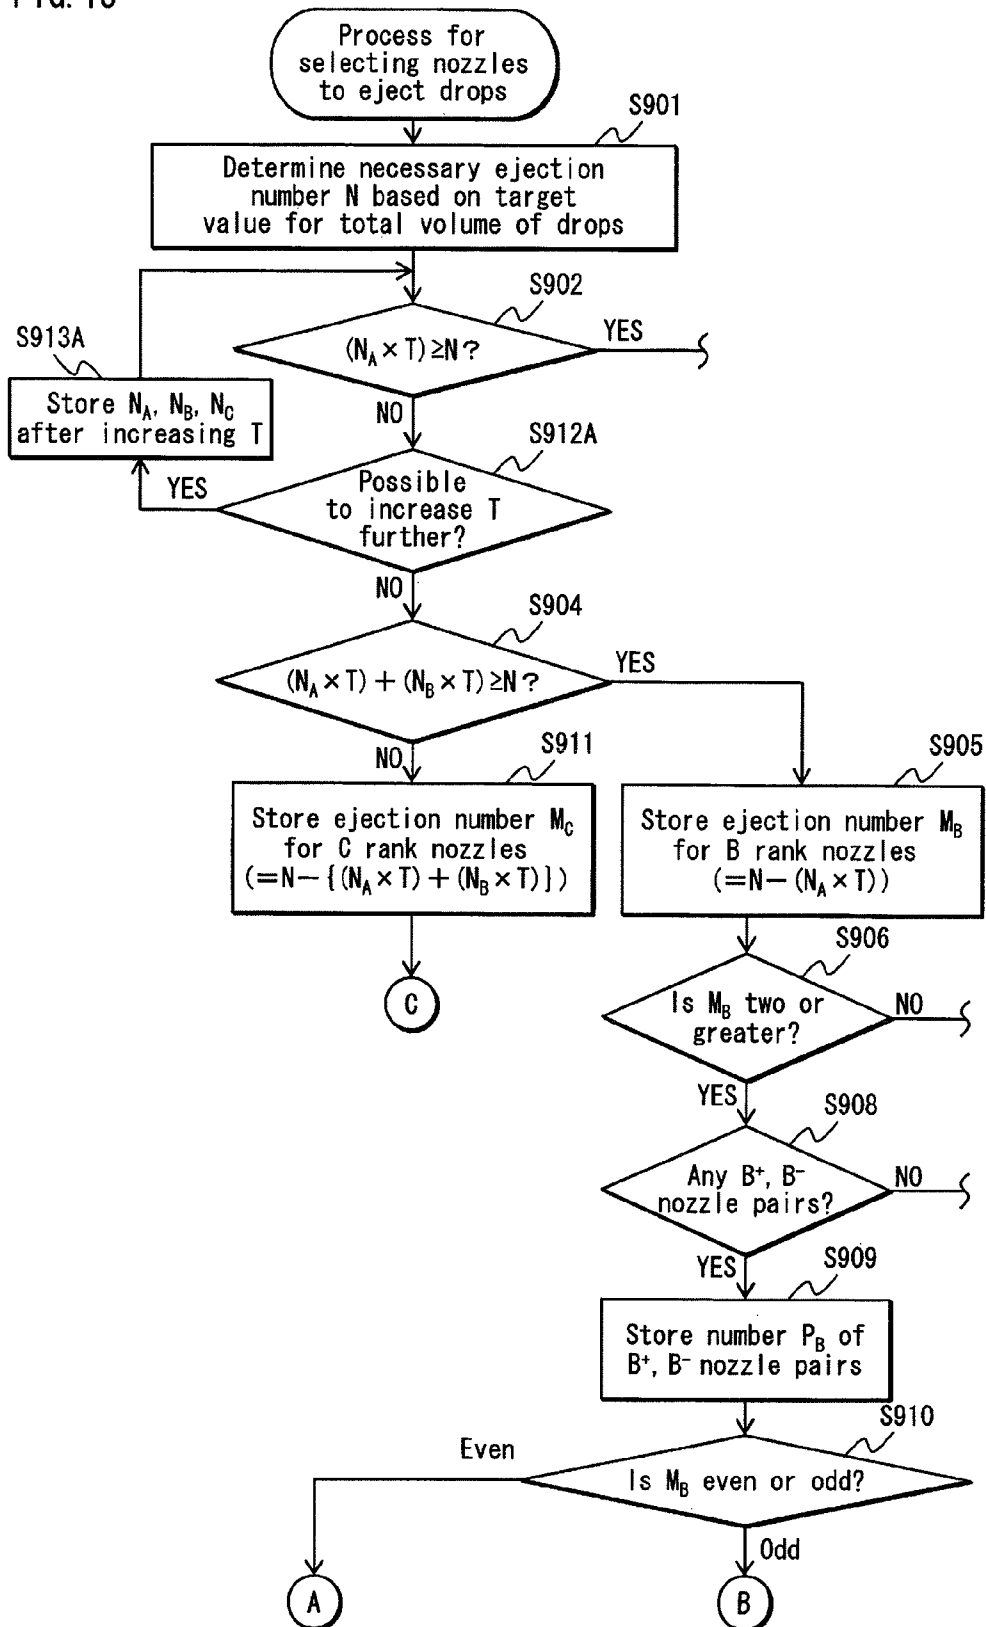 Process for
selecting nozzles
to eject drops
S901
Determine necessary ejection
number N based on target
value for total volume of drops
S902
(N_A × T) ≥N?
YES
NO
S913A
Store N_A, N_B, N_C
after increasing T
YES
S912A
Possible
to increase T
further?
NO
S904
(N_A × T) + (N_B × T) ≥N?
YES
NO
S911
Store ejection number M_C
for C rank nozzles
(=N− {(N_A × T) + (N_B × T)})
C
S905
Store ejection number M_B
for B rank nozzles
(=N− (N_A × T))
S906
Is M_B two or
greater?
NO
YES
S908
Any B⁺, B⁻
nozzle pairs?
NO
YES
S909
Store number P_B of
B⁺, B⁻ nozzle pairs
S910
Is M_B even or odd?
Even
Odd
A
B